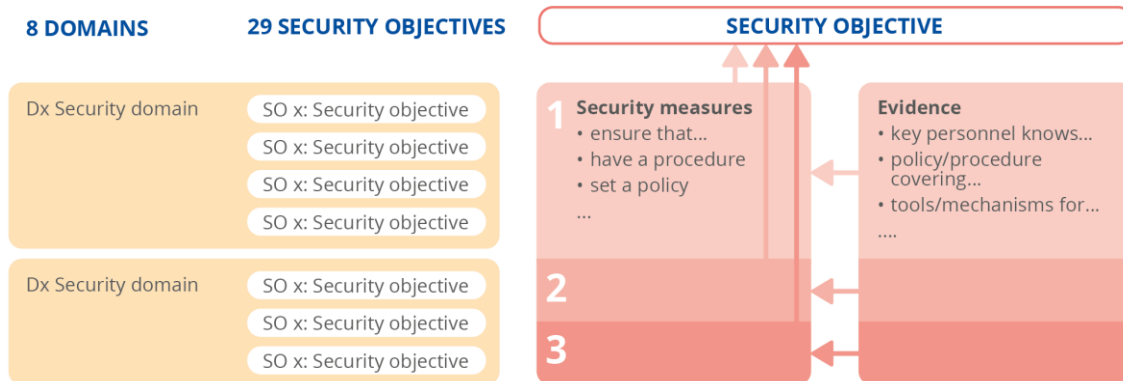 8 DOMAINS
29 SECURITY OBJECTIVES
Dx Security domain
SO x: Security objective
SO x: Security objective
SO x: Security objective
SO x: Security objective
Dx Security domain
SO x: Security objective
SO x: Security objective
SO x: Security objective
SECURITY OBJECTIVE
1
Security measures
• ensure that...
• have a procedure
• set a policy
...
2
3
Evidence
• key personnel knows...
• policy/procedure
covering...
• tools/mechanisms for...
....